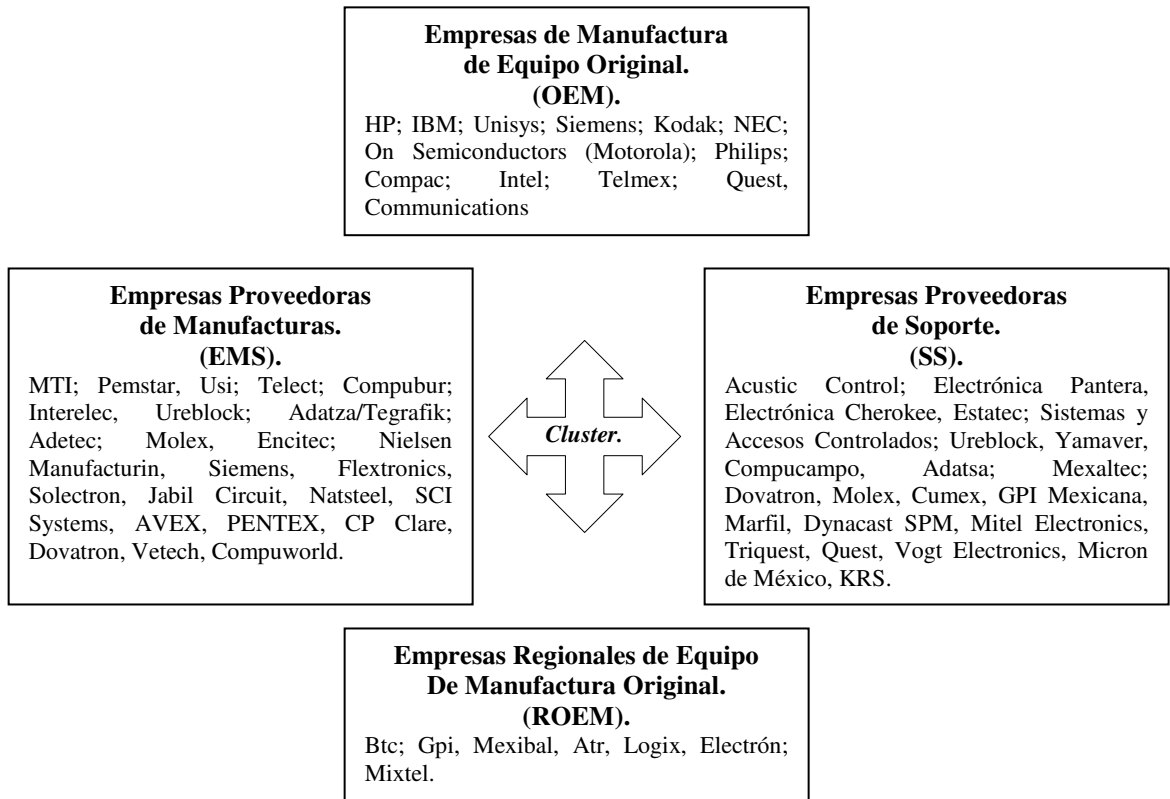 Empresas de Manufactura
de Equipo Original.
(OEM).
HP; IBM; Unisys; Siemens; Kodak; NEC;
On Semiconductors (Motorola); Philips;
Compac; Intel; Telmex; Quest,
Communications
Empresas Proveedoras
de Manufacturas.
(EMS).
MTI; Pemstar, Usi; Telect; Compubur;
Interelec, Ureblock; Adatza/Tegrafik;
Adetec; Molex, Encitec; Nielsen
Manufacturin, Siemens, Flextronics,
Solectron, Jabil Circuit, Natsteel, SCI
Systems, AVEX, PENTEX, CP Clare,
Dovatron, Vetech, Compuworld.
Cluster.
Empresas Proveedoras
de Soporte.
(SS).
Acustic Control; Electrónica Pantera,
Electrónica Cherokee, Estatec; Sistemas y
Accesos Controlados; Ureblock, Yamaver,
Compucampo, Adatsa; Mexaltec;
Dovatron, Molex, Cumex, GPI Mexicana,
Marfil, Dynacast SPM, Mitel Electronics,
Triquest, Quest, Vogt Electronics, Micron
de México, KRS.
Empresas Regionales de Equipo
De Manufactura Original.
(ROEM).
Btc; Gpi, Mexibal, Atr, Logix, Electrón;
Mixtel.